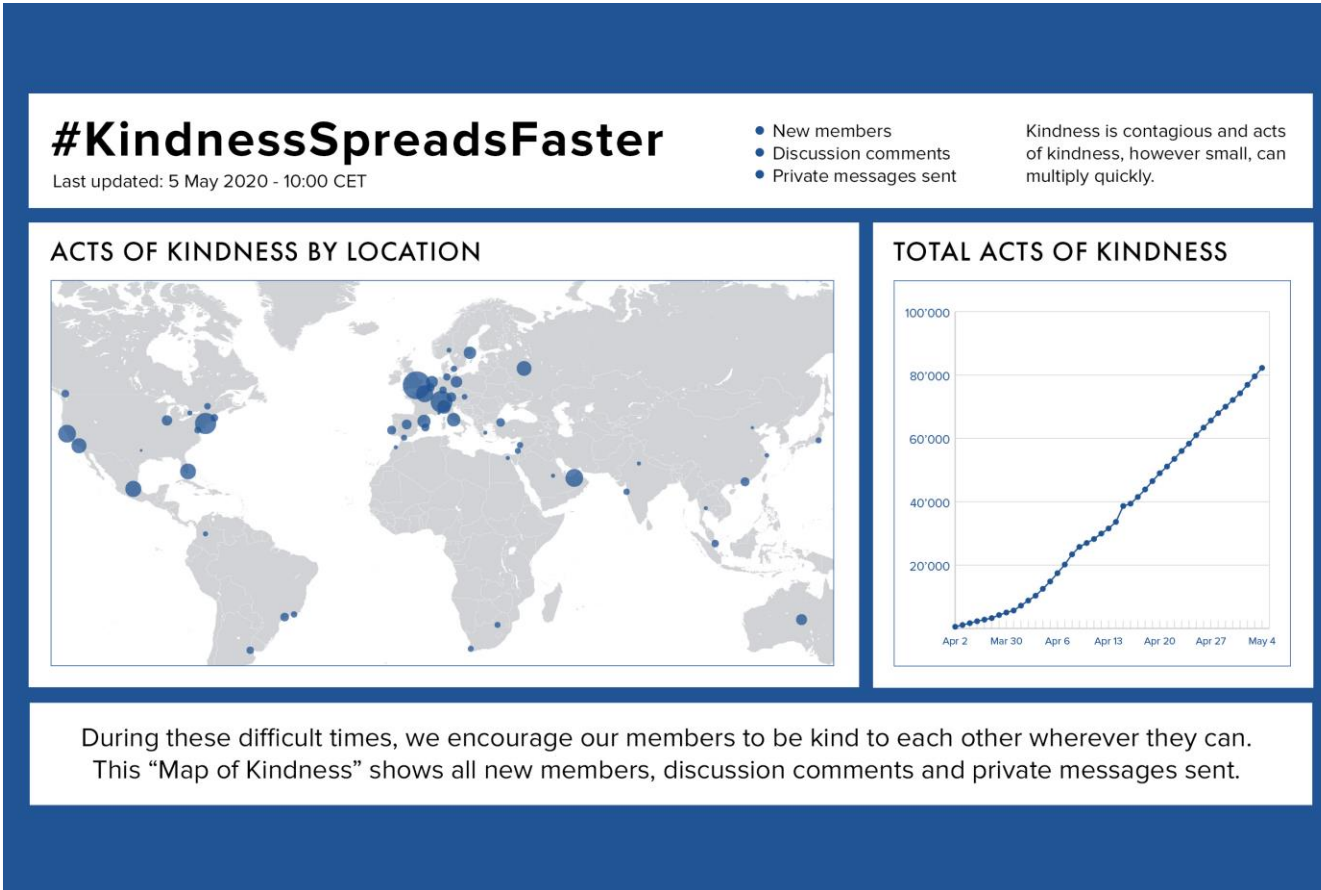 #KindnessSpreadsFaster
Last updated: 5 May 2020 - 10:00 CET
New members
Discussion comments
Private messages sent
Kindness is contagious and acts
of kindness, however small, can
multiply quickly.
ACTS OF KINDNESS BY LOCATION
TOTAL ACTS OF KINDNESS
100'000
80'000
60'000
40'000
20'000
Apr 2 Mar 30 Apr 6 Apr 13 Apr 20 Apr 27 May 4
During these difficult times, we encourage our members to be kind to each other wherever they can.
This “Map of Kindness” shows all new members, discussion comments and private messages sent.